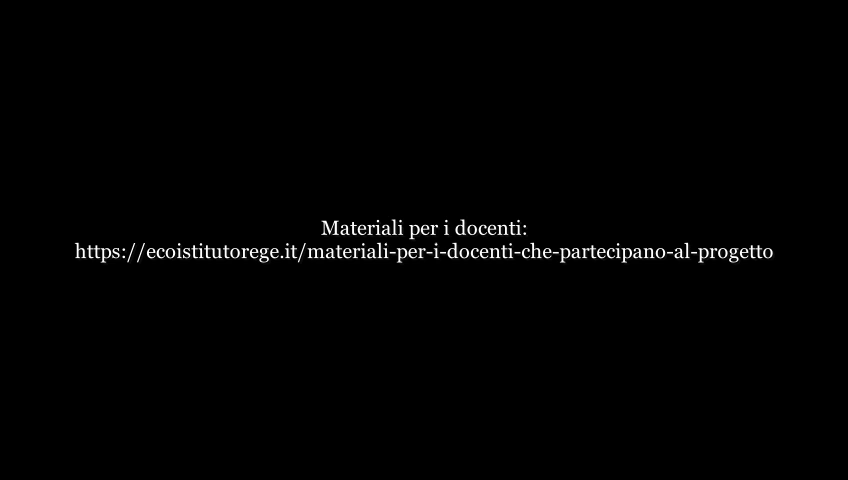 Materiali per i docenti:
https://ecoistitutorege.it/materiali-per-i-docenti-che-partecipano-al-progetto